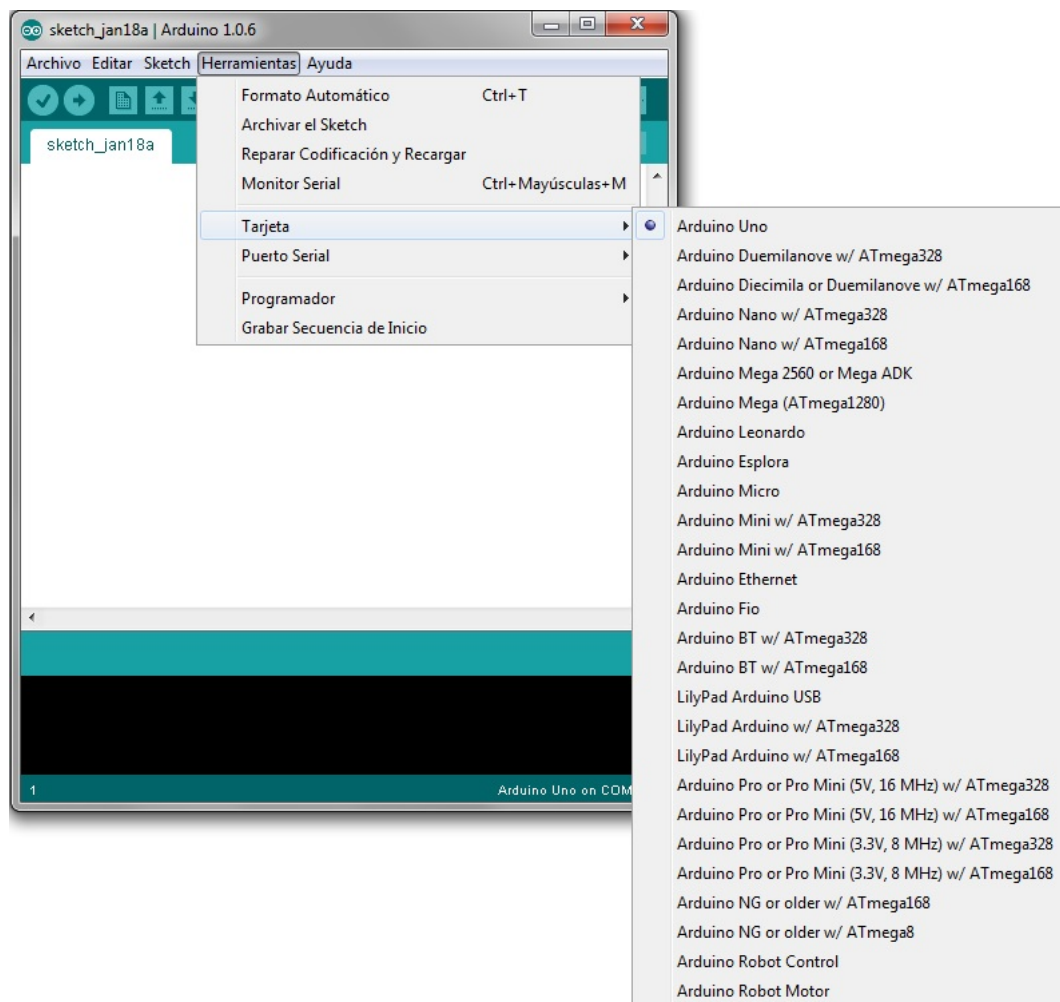 sketch_jan18a | Arduino 1.0.6
Archivo Editar Sketch Herramientas Ayuda
Formato Automático Ctrl+T
Archivar el Sketch
sketch_jan18a
Reparar Codificación y Recargar
Monitor Serial Ctrl+Mayúsculas+M
Tarjeta
Puerto Serial
Programador
Grabar Secuencia de Inicio
Arduino Uno
Arduino Duemilanove w/ ATmega328
Arduino Diecimila or Duemilanove w/ ATmega168
Arduino Nano w/ ATmega328
Arduino Nano w/ ATmega168
Arduino Mega 2560 or Mega ADK
Arduino Mega (ATmega1280)
Arduino Leonardo
Arduino Esplora
Arduino Micro
Arduino Mini w/ ATmega328
Arduino Mini w/ ATmega168
Arduino Ethernet
Arduino Fio
Arduino BT w/ ATmega328
Arduino BT w/ ATmega168
LilyPad Arduino USB
LilyPad Arduino w/ ATmega328
LilyPad Arduino w/ ATmega168
Arduino Pro or Pro Mini (5V, 16 MHz) w/ ATmega328
Arduino Pro or Pro Mini (5V, 16 MHz) w/ ATmega168
Arduino Pro or Pro Mini (3.3V, 8 MHz) w/ ATmega328
Arduino Pro or Pro Mini (3.3V, 8 MHz) w/ ATmega168
Arduino NG or older w/ ATmega168
Arduino NG or older w/ ATmega8
Arduino Robot Control
Arduino Robot Motor
1 Arduino Uno on COM